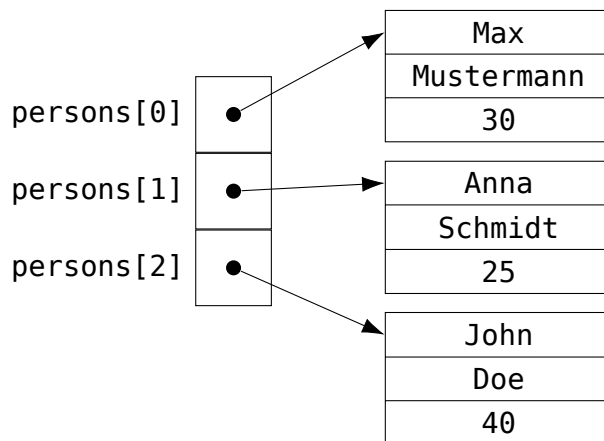 persons[0]
persons[1]
persons[2]
Max
Mustermann
30
Anna
Schmidt
25
John
Doe
40